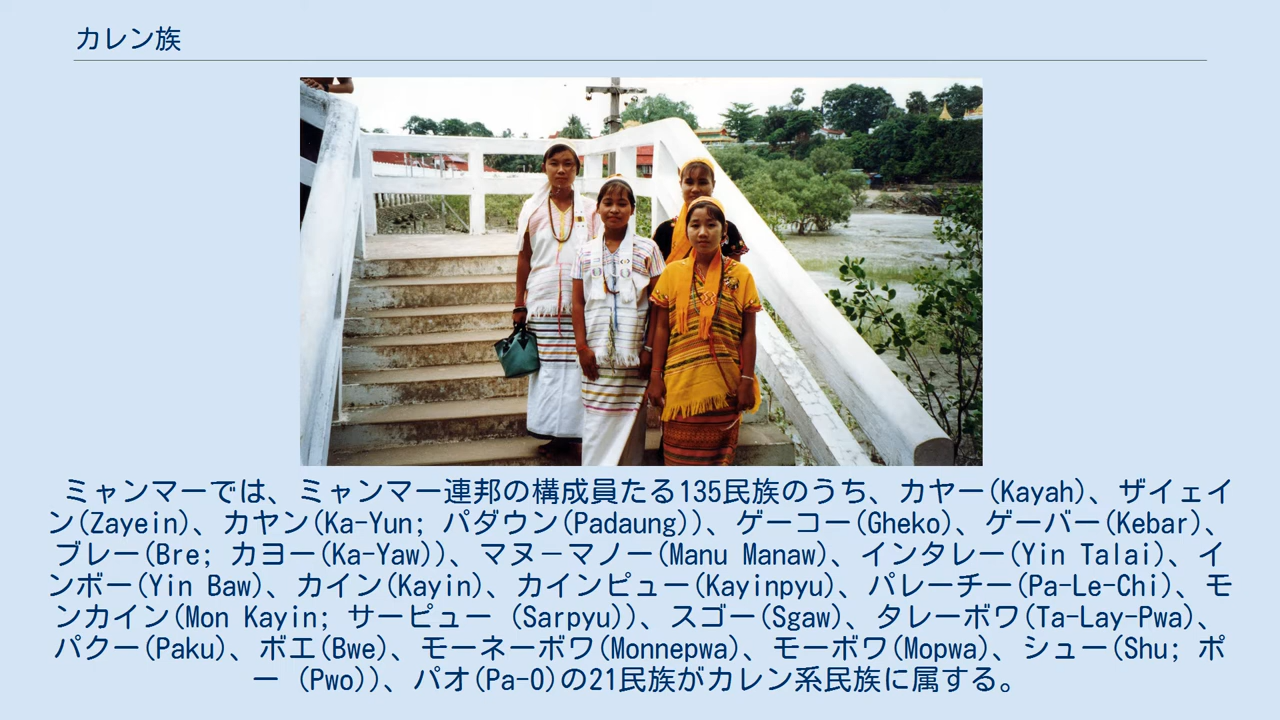 カレン族
ミャンマーでは、ミャンマー連邦の構成員たる135民族のうち、カヤー(Kayah)、ザイェイ
ン(Zayein)、カヤン(Ka-Yun; パダウン(Padaung))、ゲーコー(Gheko)、ゲーバー(Kebar)、
ブレー(Bre; カヨー(Ka-Yaw))、マヌーマノー(Manu Manaw)、インタレー(Yin Talai)、イ
ンボー(Yin Baw)、カイン(Kayin)、カインピュー(Kayinpyu)、パレーチー(Pa-Le-Chi)、モ
ンカイン(Mon Kayin; サーピュー (Sarpyu))、スゴー(Sgaw)、タレーボワ(Ta-Lay-Pwa)、
パクー(Paku)、ボエ(Bwe)、モーネーボワ(Monnepwa)、モーボワ(Mopwa)、シュー(Shu; ポ
ー (Pwo))、パオ(Pa-O)の21民族がカレン系民族に属する。